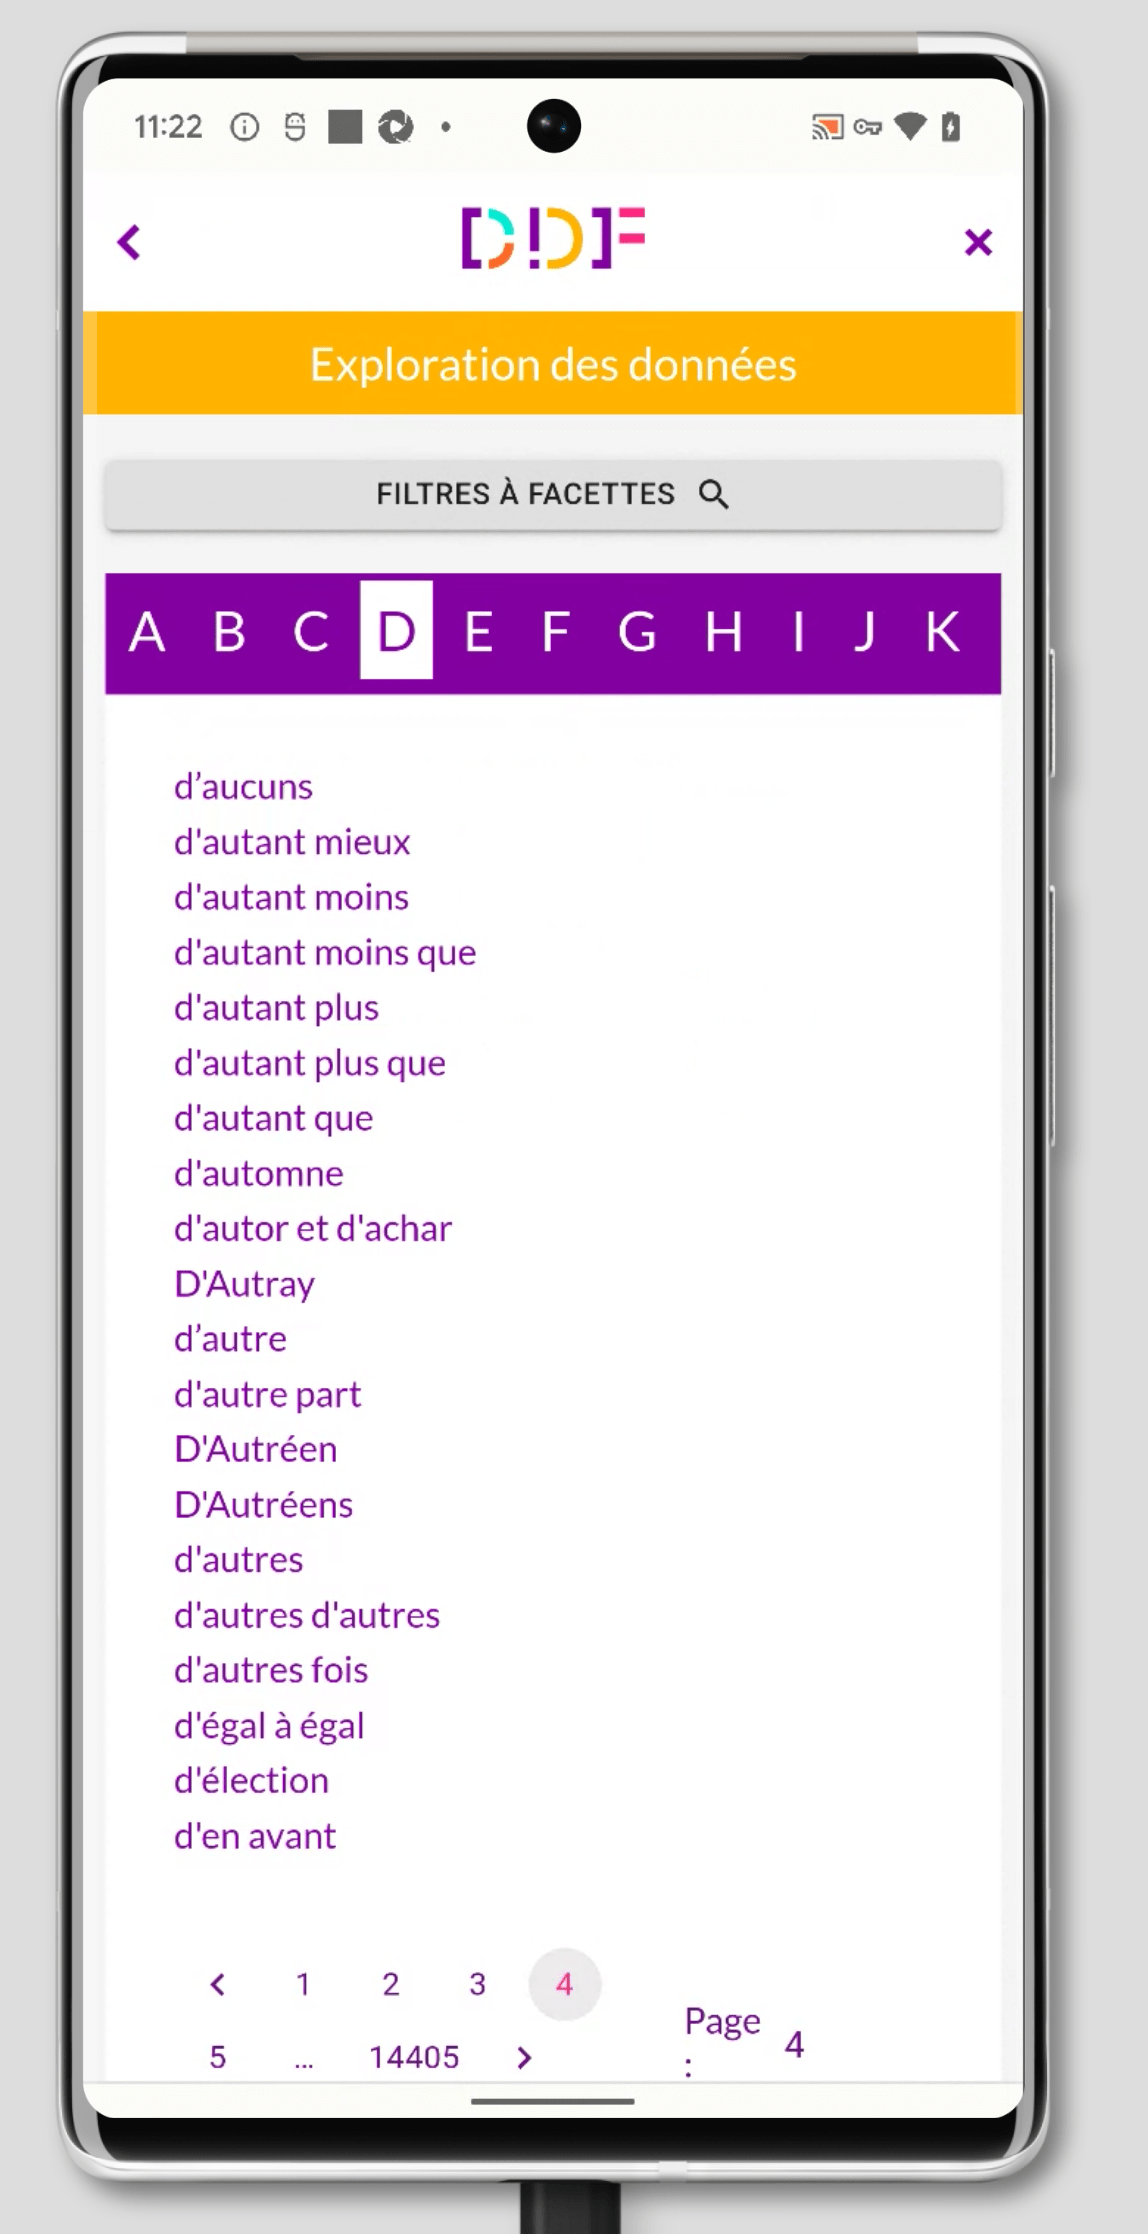 11:22
[D!D]F
Exploration des données
FILTRES À FACETTES
A B C D E F G H I J K
d’aucuns
d'autant mieux
d'autant moins
d'autant moins que
d'autant plus
d'autant plus que
d'autant que
d'automne
d'autor et d'achar
D'Autray
d’autre
d'autre part
D'Autréen
D'Autréens
d'autres
d'autres d'autres
d'autres fois
d'égal à égal
d'élection
d'en avant
1 2 3 4
5 ... 14405
Page : 4